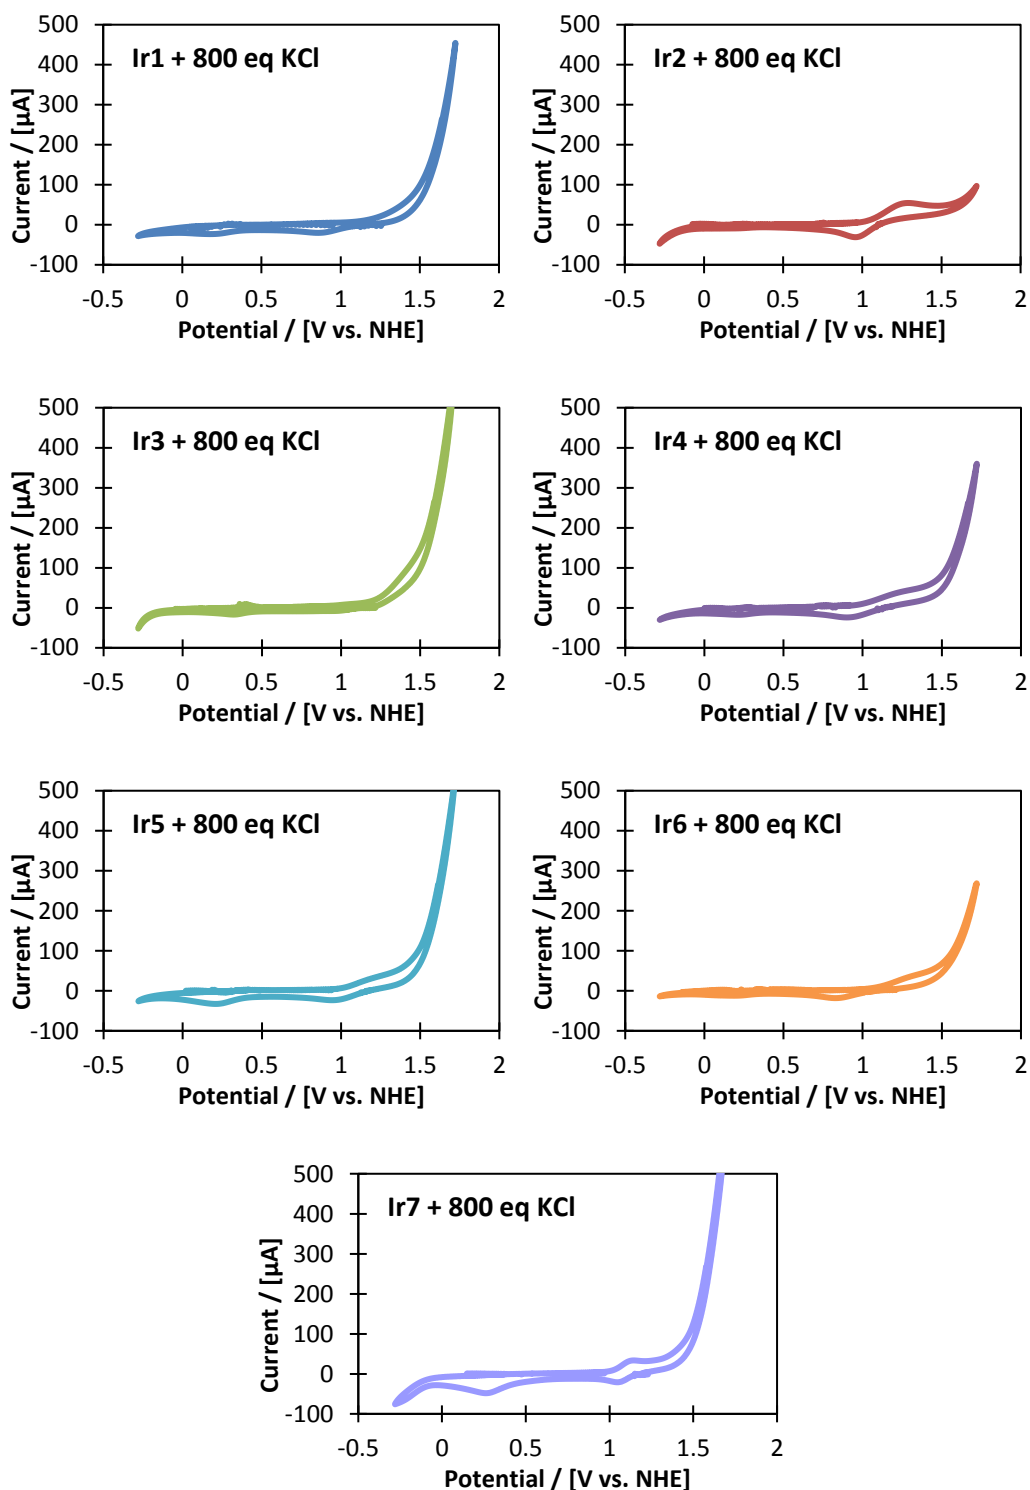 Ir1 + 800 eq KCl
Current / [µA]
500
400
300
200
100
0
-100
-0.5 0 0.5 1 1.5 2
Potential / [V vs. NHE]
Ir2 + 800 eq KCl
Current / [µA]
500
400
300
200
100
0
-100
-0.5 0 0.5 1 1.5 2
Potential / [V vs. NHE]
Ir3 + 800 eq KCl
Current / [µA]
500
400
300
200
100
0
-100
-0.5 0 0.5 1 1.5 2
Potential / [V vs. NHE]
Ir4 + 800 eq KCl
Current / [µA]
500
400
300
200
100
0
-100
-0.5 0 0.5 1 1.5 2
Potential / [V vs. NHE]
Ir5 + 800 eq KCl
Current / [µA]
500
400
300
200
100
0
-100
-0.5 0 0.5 1 1.5 2
Potential / [V vs. NHE]
Ir6 + 800 eq KCl
Current / [µA]
500
400
300
200
100
0
-100
-0.5 0 0.5 1 1.5 2
Potential / [V vs. NHE]
Ir7 + 800 eq KCl
Current / [µA]
500
400
300
200
100
0
-100
-0.5 0 0.5 1 1.5 2
Potential / [V vs. NHE]